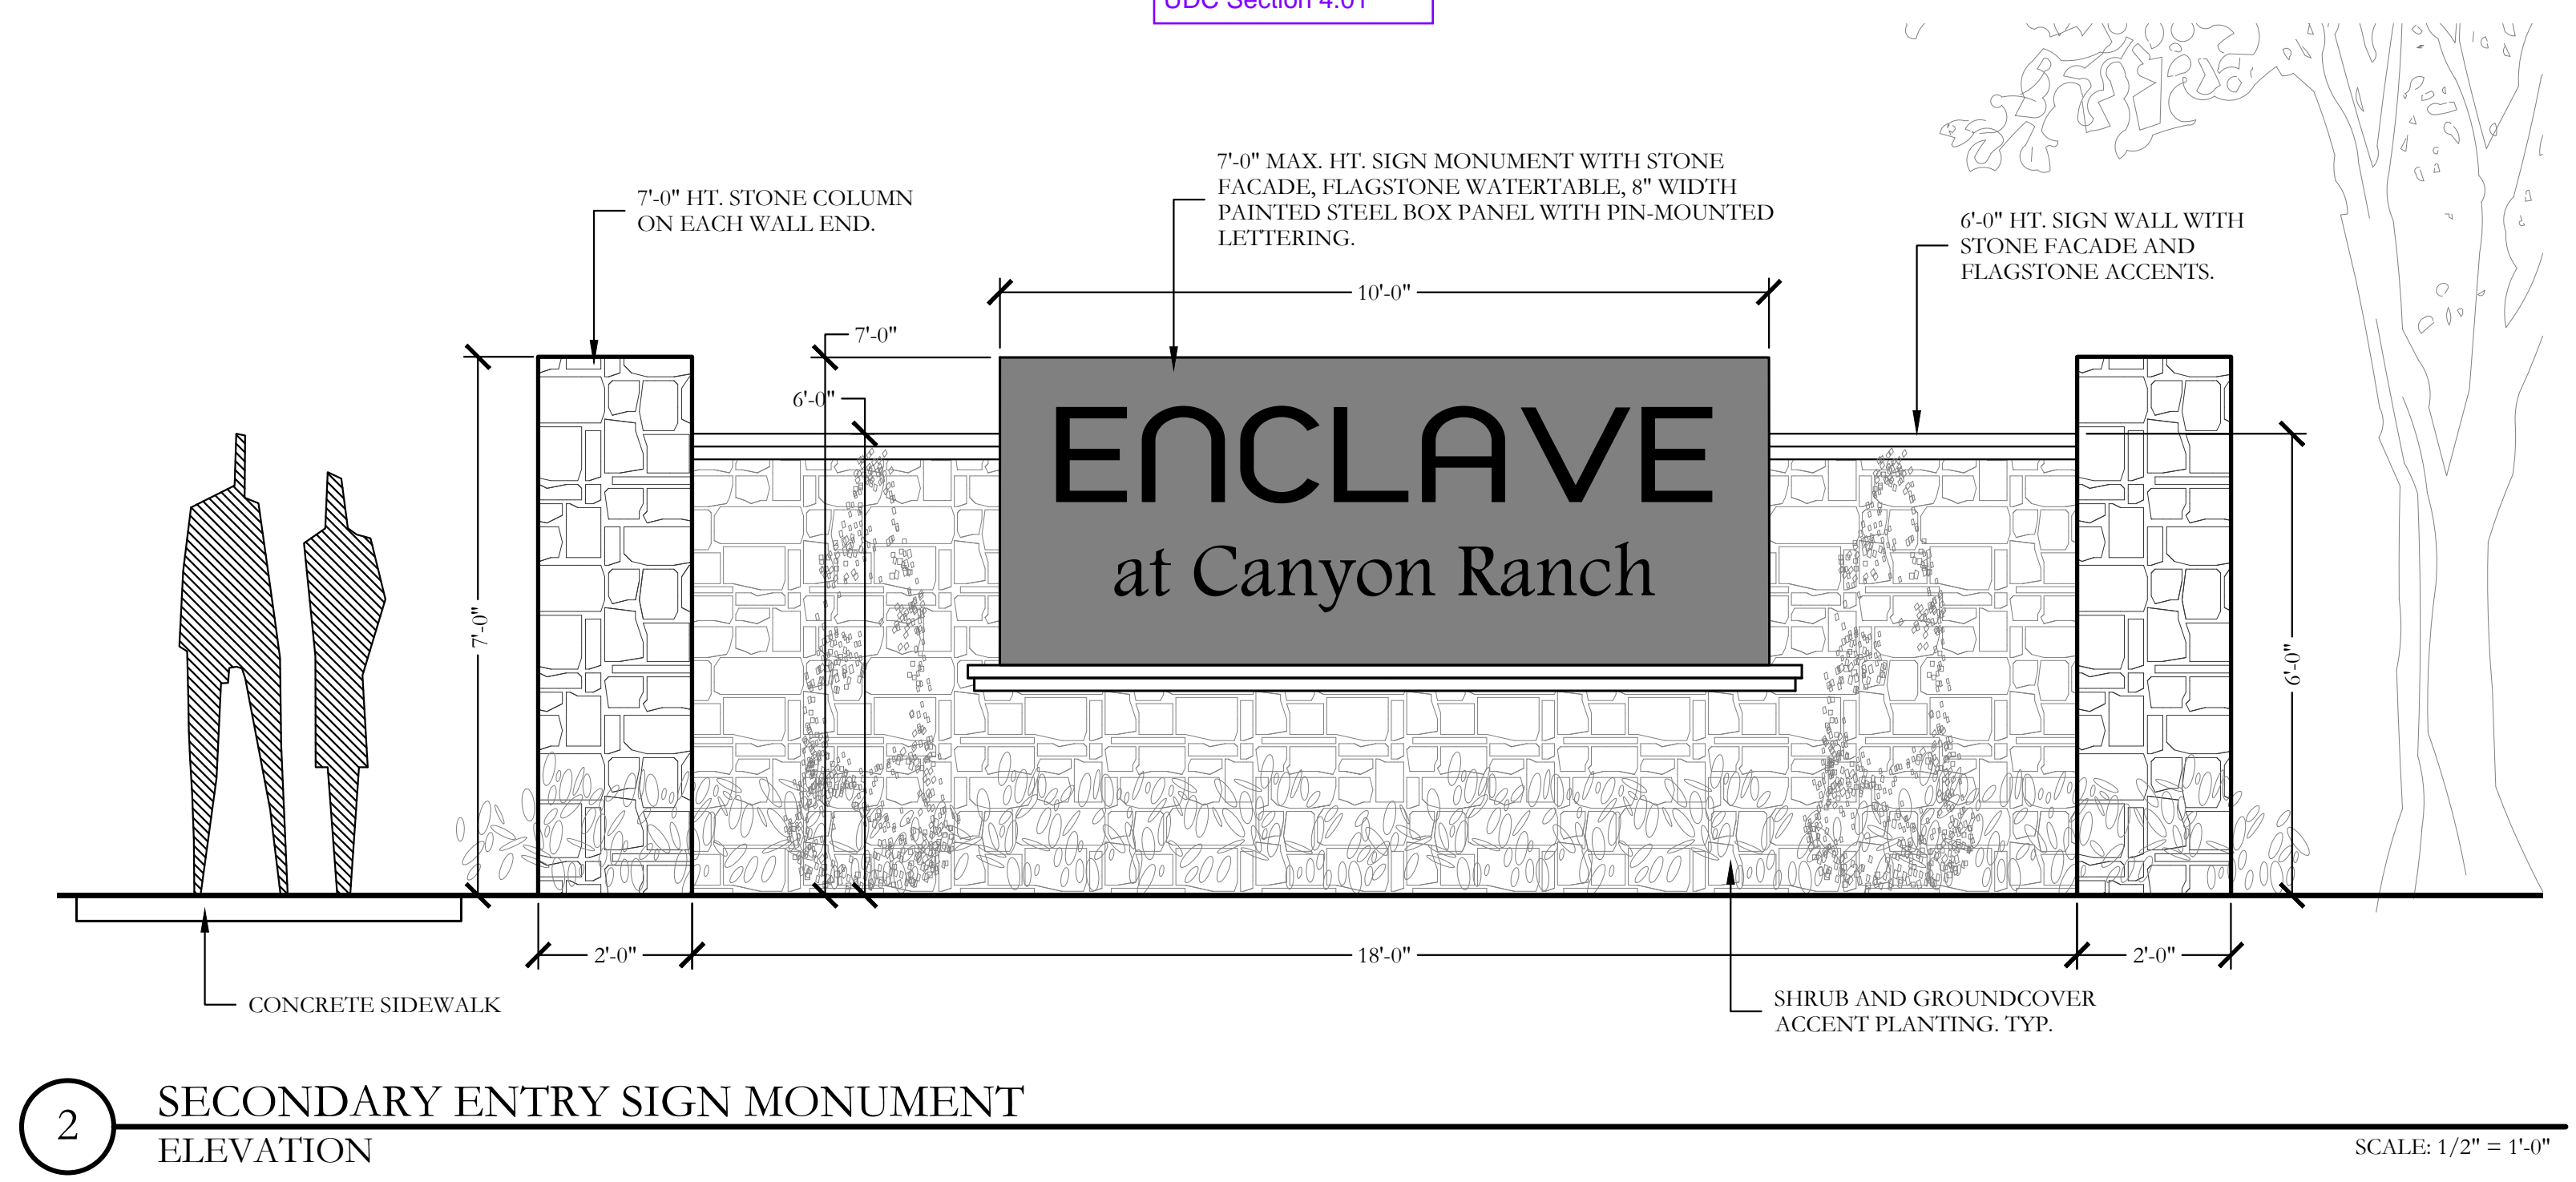 UDC Section 4.01
7'-0" HT. STONE COLUMN
ON EACH WALL END.
7'-0" MAX. HT. SIGN MONUMENT WITH STONE
FACADE, FLAGSTONE WATERTABLE, 8" WIDTH
PAINTED STEEL BOX PANEL WITH PIN-MOUNTED
LETTERING.
6'-0" HT. SIGN WALL WITH
STONE FACADE AND
FLAGSTONE ACCENTS.
10'-0"
7'-0"
6'-0"
ENCLAVE
at Canyon Ranch
7'-0"
6'-0"
2'-0"
18'-0"
2'-0"
CONCRETE SIDEWALK
SHRUB AND GROUNDCOVER
ACCENT PLANTING. TYP.
2
SECONDARY ENTRY SIGN MONUMENT
ELEVATION
SCALE: 1/2" = 1'-0"